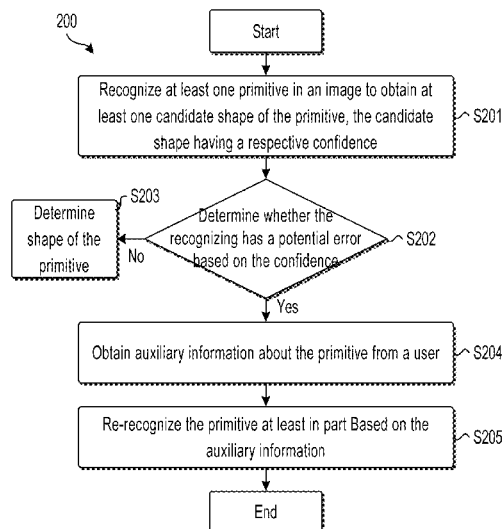 200
Start
Recognize at least one primitive in an image to obtain at
least one candidate shape of the primitive, the candidate
shape having a respective confidence
S201
S203
Determine
shape of the
primitive
No
Determine whether the
recognizing has a potential error
based on the confidence
S202
Yes
Obtain auxiliary information about the primitive from a user
S204
Re-recognize the primitive at least in part Based on the
auxiliary information
S205
End